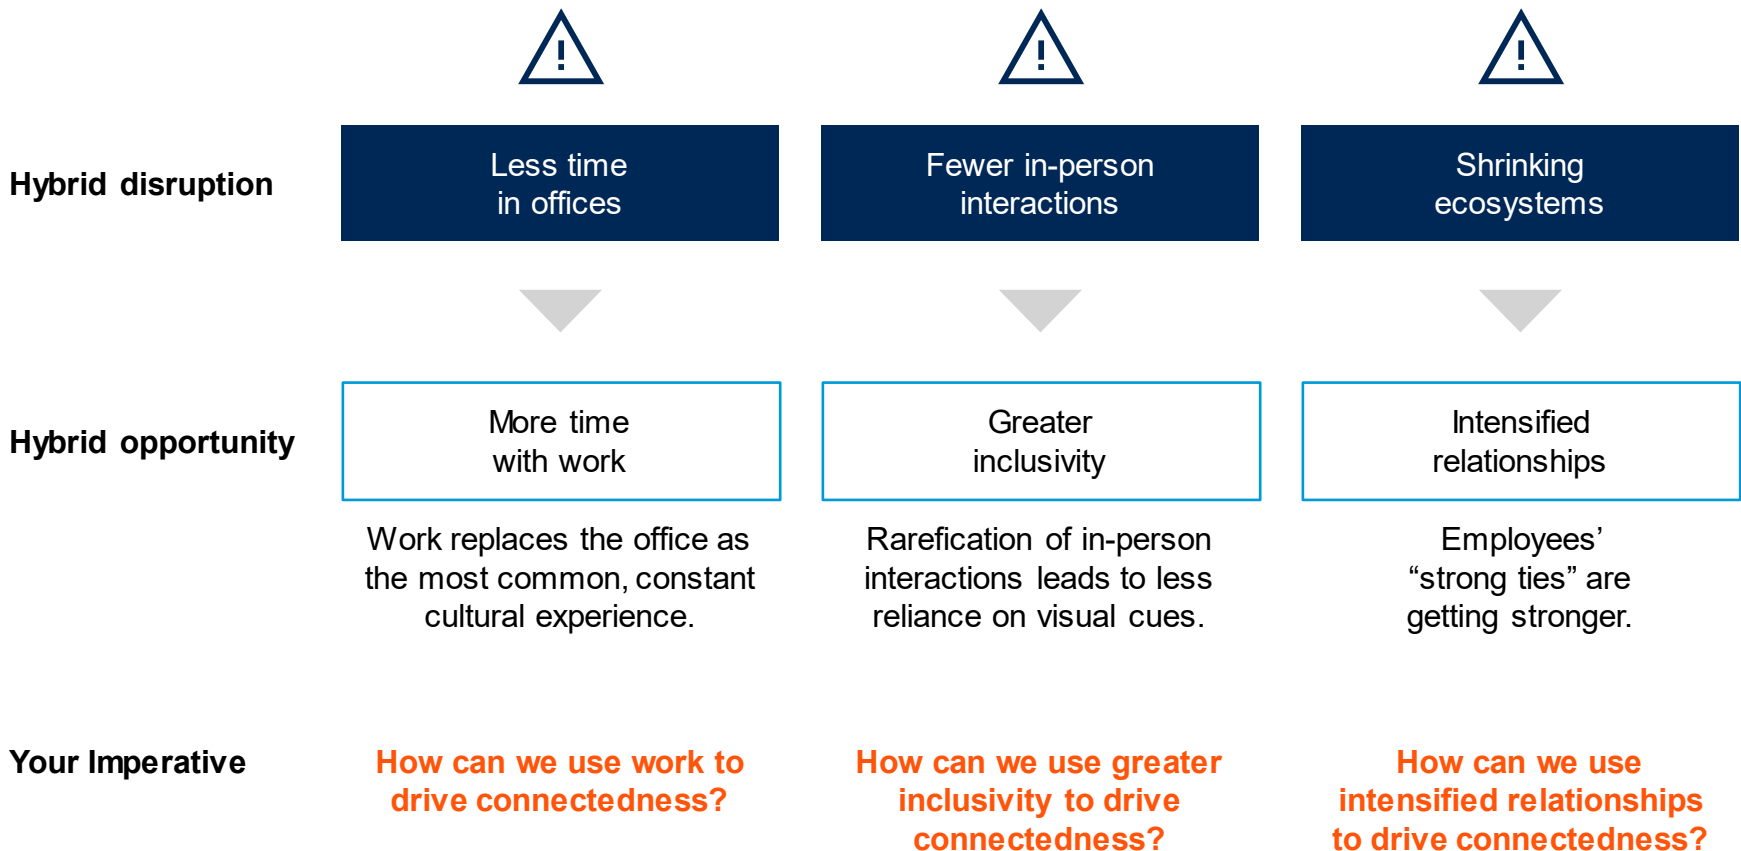 !
!
!
Hybrid disruption
Less time
in offices
Fewer in-person
interactions
Shrinking
ecosystems
Hybrid opportunity
More time
with work
Greater
inclusivity
Intensified
relationships
Work replaces the office as
the most common, constant
cultural experience.
Rarefication of in-person
interactions leads to less
reliance on visual cues.
Employees’
“strong ties” are
getting stronger.
Your Imperative
How can we use work to
drive connectedness?
How can we use greater
inclusivity to drive
connectedness?
How can we use
intensified relationships
to drive connectedness?